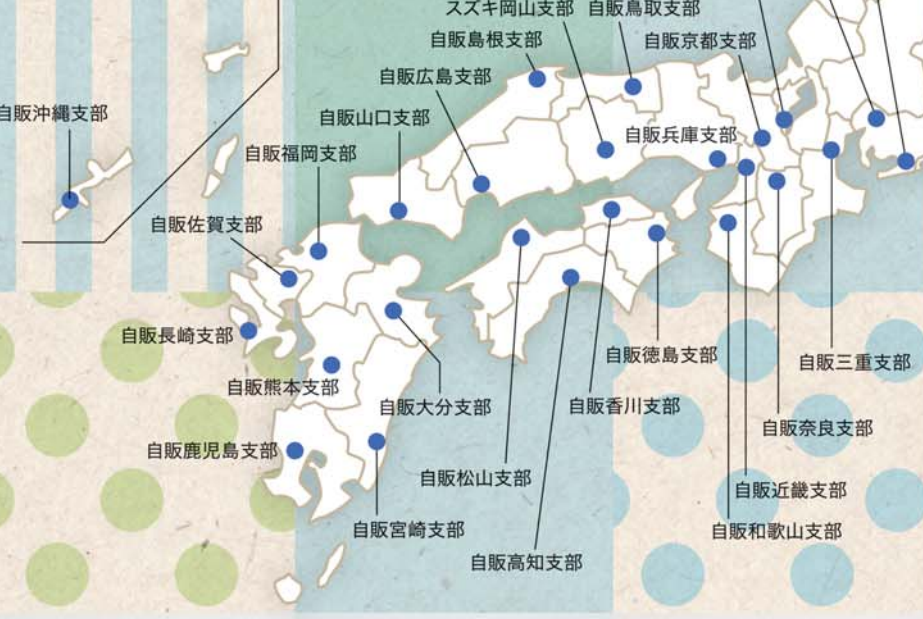 スズキ岡山支部
自販鳥取支部
自販島根支部
自販京都支部
自販広島支部
自販沖縄支部
自販山口支部
自販兵庫支部
自販福岡支部
自販佐賀支部
自販長崎支部
自販徳島支部
自販三重支部
自販熊本支部
自販大分支部
自販香川支部
自販奈良支部
自販鹿児島支部
自販松山支部
自販近畿支部
自販宮崎支部
自販和歌山支部
自販高知支部